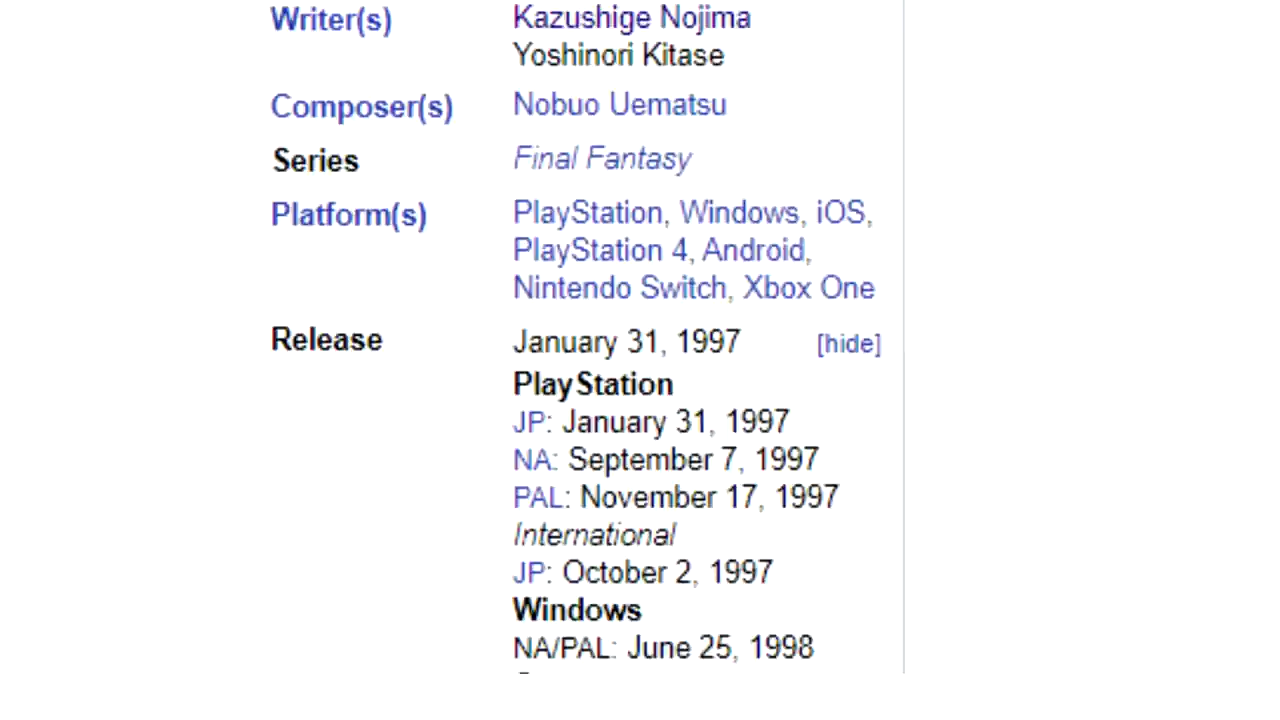 Writer(s) Kazushige Nojima
Yoshinori Kitase
Composer(s) Nobuo Uematsu
Series Final Fantasy
Platform(s) PlayStation, Windows, iOS,
PlayStation 4, Android,
Nintendo Switch, Xbox One
Release January 31, 1997 [hide]
PlayStation
JP: January 31, 1997
NA: September 7, 1997
PAL: November 17, 1997
International
JP: October 2, 1997
Windows
NA/PAL: June 25, 1998